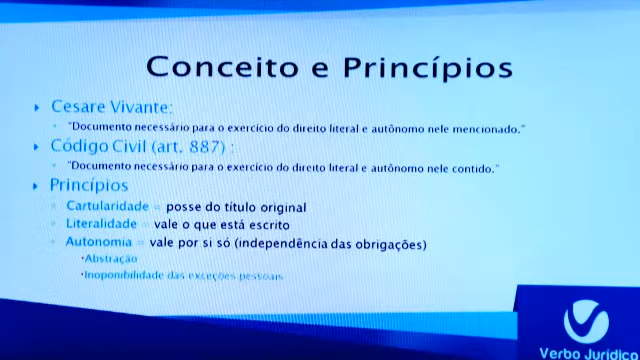 Conceito e Princípios
Cesare Vivante:
"Documento necessário para o exercício do direito literal e autônomo nele mencionado."
Código Civil (art. 887) :
"Documento necessário para o exercício do direito literal e autônomo nele contido."
Princípios
Cartularidade = posse do título original
Literalidade = vale o que está escrito
Autonomia = vale por si só (independência das obrigações)
Abstração
Inoponibilidade das exceções pessoais
Verbo Jurídico